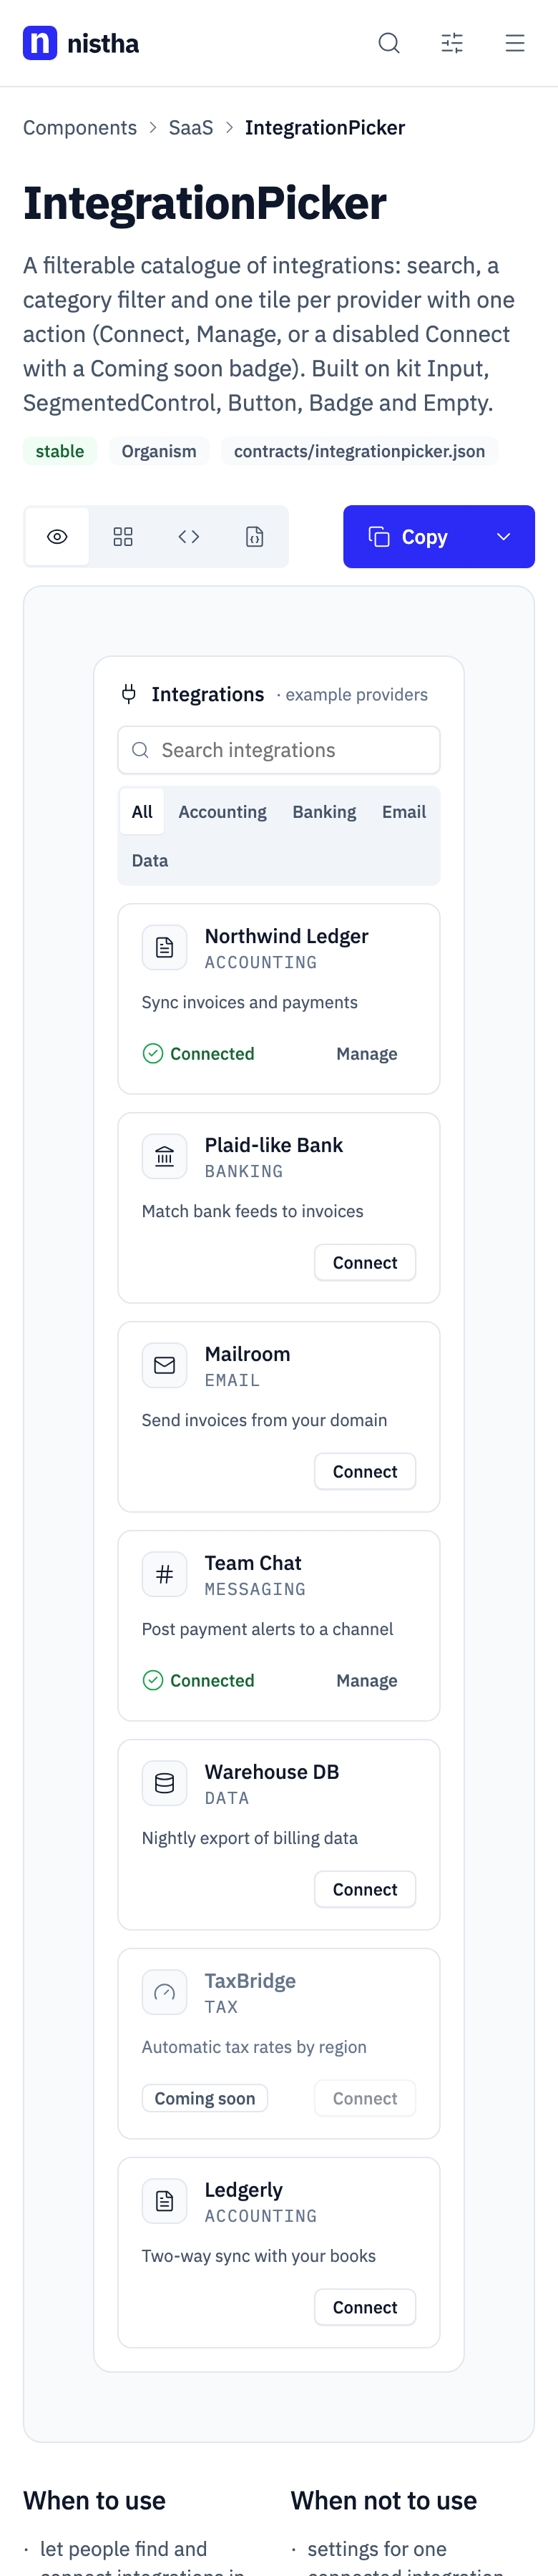 n nistha
Components > SaaS > IntegrationPicker
IntegrationPicker
A filterable catalogue of integrations: search, a
category filter and one tile per provider with one
action (Connect, Manage, or a disabled Connect
with a Coming soon badge). Built on kit Input,
SegmentedControl, Button, Badge and Empty.
stable Organism contracts/integrationpicker.json
Copy
Integrations · example providers
Search integrations
All Accounting Banking Email
Data
Northwind Ledger
ACCOUNTING
Sync invoices and payments
Connected Manage
Plaid-like Bank
BANKING
Match bank feeds to invoices
Connect
Mailroom
EMAIL
Send invoices from your domain
Connect
Team Chat
MESSAGING
Post payment alerts to a channel
Connected Manage
Warehouse DB
DATA
Nightly export of billing data
Connect
TaxBridge
TAX
Automatic tax rates by region
Coming soon Connect
Ledgerly
ACCOUNTING
Two-way sync with your books
Connect
When to use
· let people find and
connect integrations in
When not to use
· settings for one
connected integration